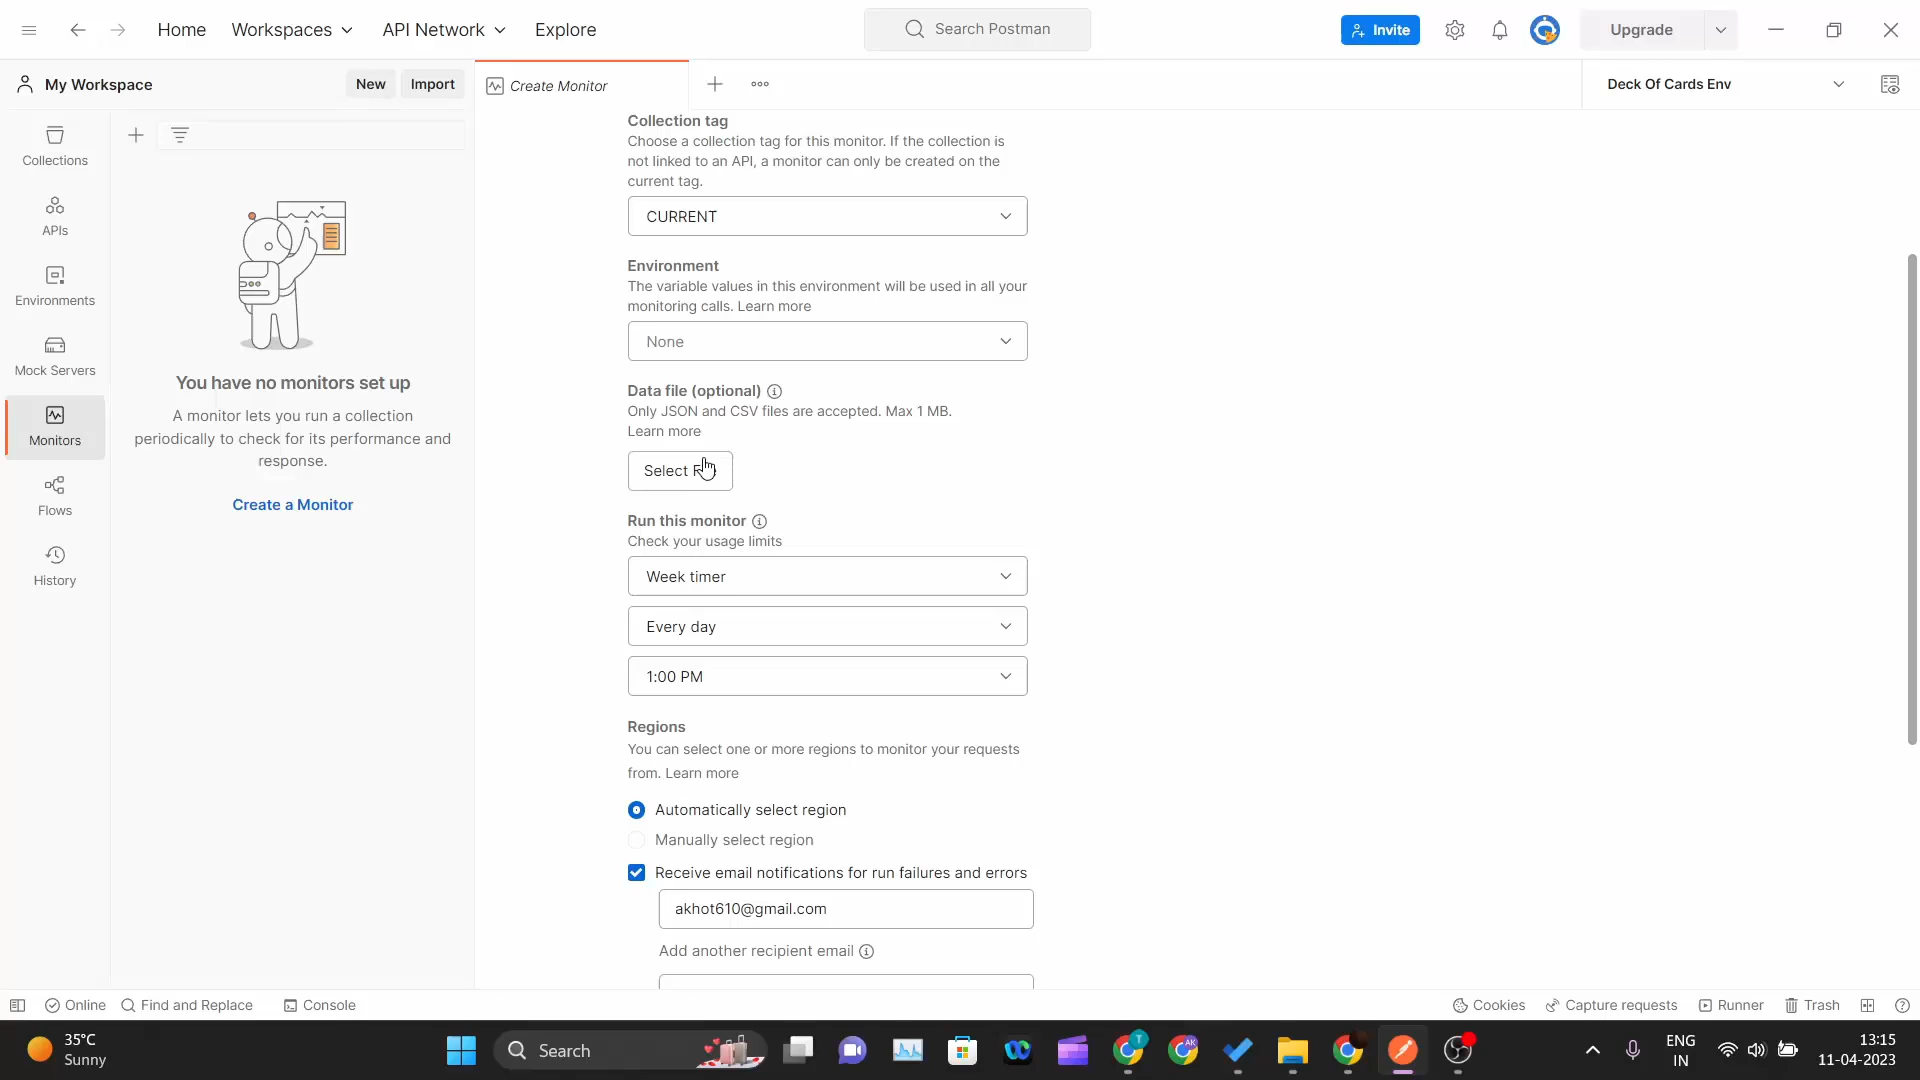 Home
Workspaces
API Network
Explore
Search Postman
Invite
Upgrade
My Workspace
New
Import
Create Monitor
Deck Of Cards Env
Collections
APIs
Environments
Mock Servers
Monitors
Flows
History
You have no monitors set up
A monitor lets you run a collection
periodically to check for its performance and
response.
Create a Monitor
Collection tag
Choose a collection tag for this monitor. If the collection is
not linked to an API, a monitor can only be created on the
current tag.
CURRENT
Environment
The variable values in this environment will be used in all your
monitoring calls. Learn more
None
Data file (optional)
Only JSON and CSV files are accepted. Max 1 MB.
Learn more
Select
Run this monitor
Check your usage limits
Week timer
Every day
1:00 PM
Regions
You can select one or more regions to monitor your requests
from. Learn more
Automatically select region
Manually select region
Receive email notifications for run failures and errors
akhot610@gmail.com
Add another recipient email
Online
Find and Replace
Console
Cookies
Capture requests
Runner
Trash
35°C
Sunny
Search
T
AK
ENG
IN
13:15
11-04-2023